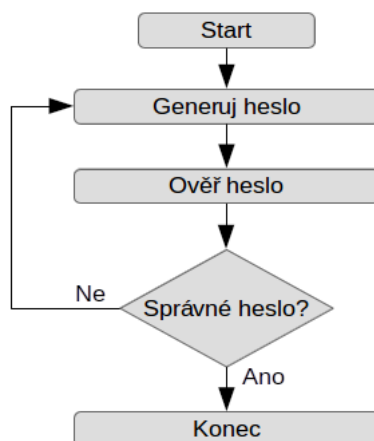 Start
Generuj heslo
Ověř heslo
Správné heslo?
Ne
Ano
Konec